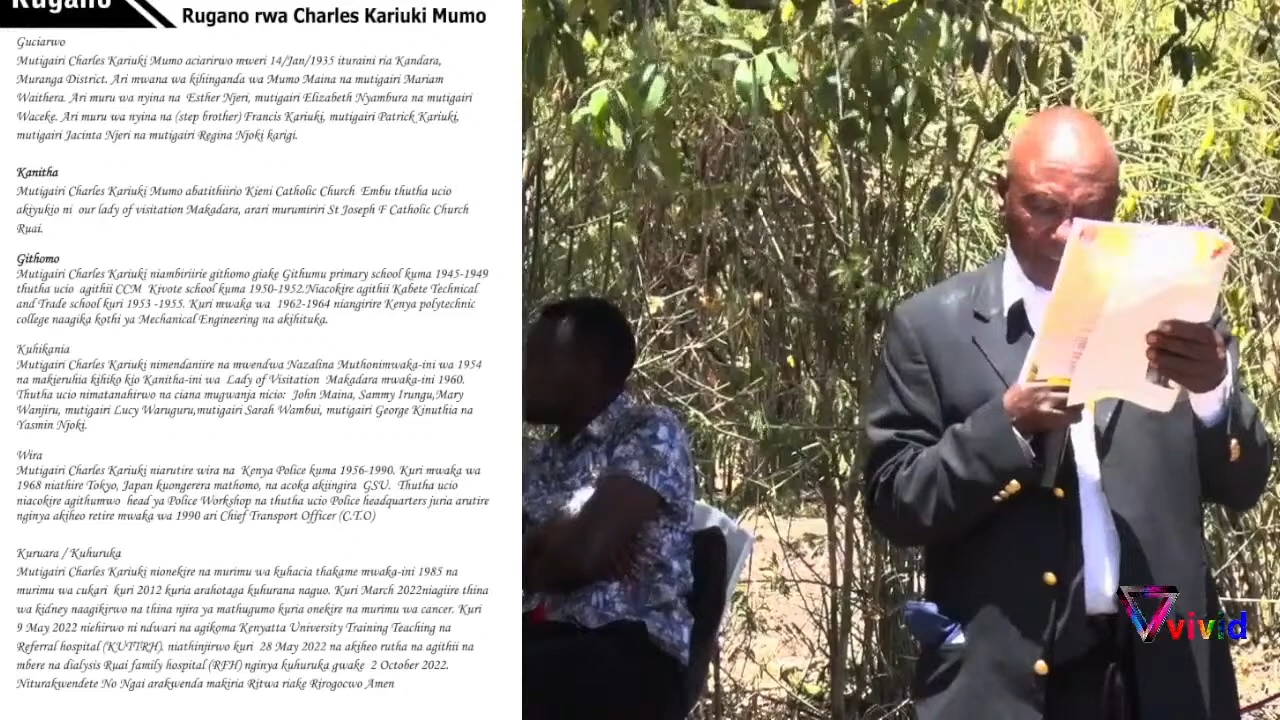 Rugano
Rugano rwa Charles Kariuki Mumo
Guciarwo
Mutigairi Charles Kariuki Mumo aciarirwo mweri 14/Jan/1935 ituraini ria Kandara,
Muranga District. Ari mwana wa kihinganda wa Mumo Maina na mutigairi Mariam
Waithera. Ari muru wa nyina na Esther Njeri, mutigairi Elizabeth Nyambura na mutigairi
Waceke. Ari muru wa nyina na (step brother) Francis Kariuki, mutigairi Patrick Kariuki,
mutigairi Jacinta Njeri na mutigairi Regina Njoki karigi.
Kanitha
Mutigairi Charles Kariuki Mumo abatithiirio Kieni Catholic Church Embu thutha ucio
akiyukio ni our lady of visitation Makadara, arari murumiriri St Joseph F Catholic Church
Ruai.
Githomo
Mutigairi Charles Kariuki niambiriirie githomo giake Githumu primary school kuma 1945-1949
thutha ucio agithii CCM Kivote school kuma 1950-1952.Niacokire agithii Kabete Technical
and Trade school kuri 1953 -1955. Kuri mwaka wa 1962-1964 niangirire Kenya polytechnic
college naagika kothi ya Mechanical Engineering na akihituka.
Kuhikania
Mutigairi Charles Kariuki nimendaniire na mwendwa Nazalina Muthonimwaka-ini wa 1954
na makieruhia kihiko kio Kanitha-ini wa Lady of Visitation Makadara mwaka-ini 1960.
Thutha ucio nimatanahirwo na ciana mugwanja nicio: John Maina, Sammy Irungu,Mary
Wanjiru, mutigairi Lucy Waruguru,mutigairi Sarah Wambui, mutigairi George Kinuthia na
Yasmin Njoki.
Wira
Mutigairi Charles Kariuki niarutire wira na Kenya Police kuma 1956-1990. Kuri mwaka wa
1968 niathire Tokyo, Japan kuongerera mathomo, na acoka akiingira GSU. Thutha ucio
niacokire agithumwo head ya Police Workshop na thutha ucio Police headquarters juria arutire
nginya akiheo retire mwaka wa 1990 ari Chief Transport Officer (C.T.O)
Kuruara / Kuhuruka
Mutigairi Charles Kariuki nionekire na murimu wa kuhacia thakame mwaka-ini 1985 na
murimu wa cukari kuri 2012 kuria arahotaga kuhurana naguo. Kuri March 2022niagiire thina
wa kidney naagikirwo na thina njira ya mathugumo kuria onekire na murimu wa cancer. Kuri
9 May 2022 niehirwo ni ndwari na agikoma Kenyatta University Training Teaching na
Referral hospital (KUTTRH). niathinjirwo kuri 28 May 2022 na akiheo rutha na agithii na
mbere na dialysis Ruai family hospital (RFH) nginya kuhuruka gwake 2 October 2022.
Niturakwendete No Ngai arakwenda makiria Ritwa riake Rirogocwo Amen
vivid